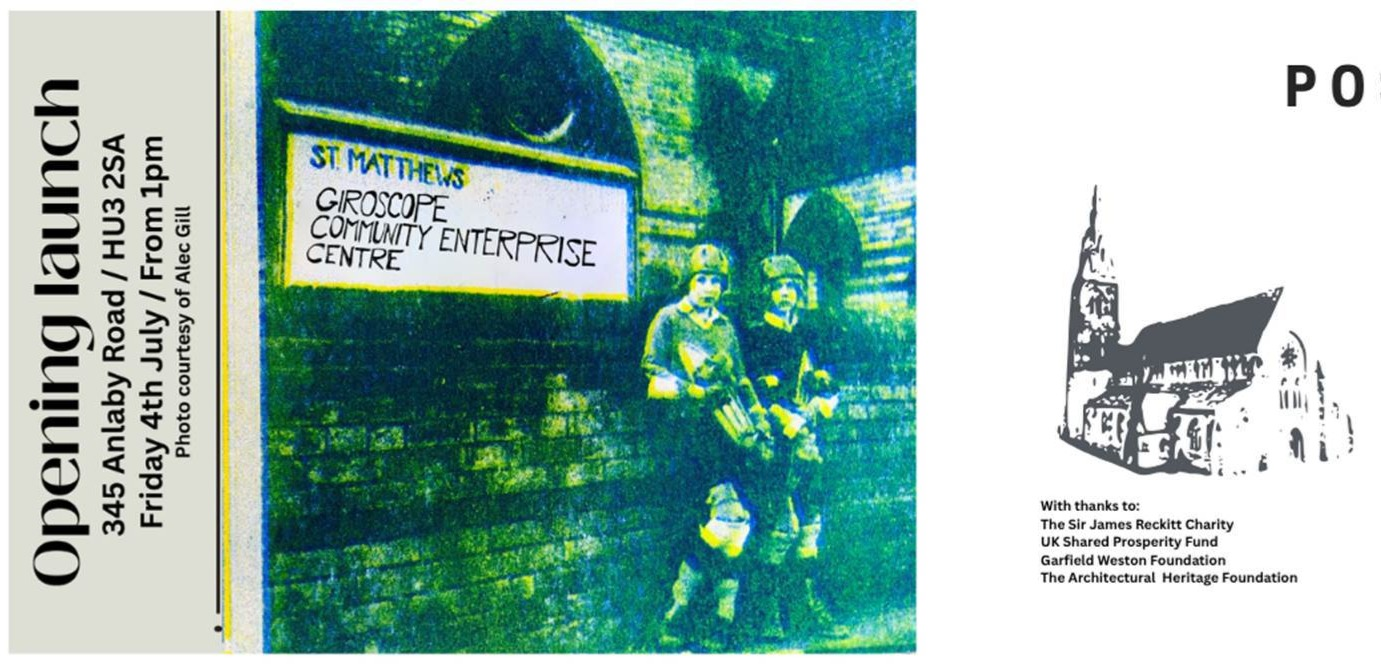 Opening launch
345 Anlaby Road / HU3 2SA
Friday 4th July / From 1pm
Photo courtesy of Alec Gill
ST. MATTHEWS
GIROSCOPE
COMMUNITY ENTERPRISE
CENTRE
With thanks to:
The Sir James Reckitt Charity
UK Shared Prosperity Fund
Garfield Weston Foundation
The Architectural Heritage Foundation